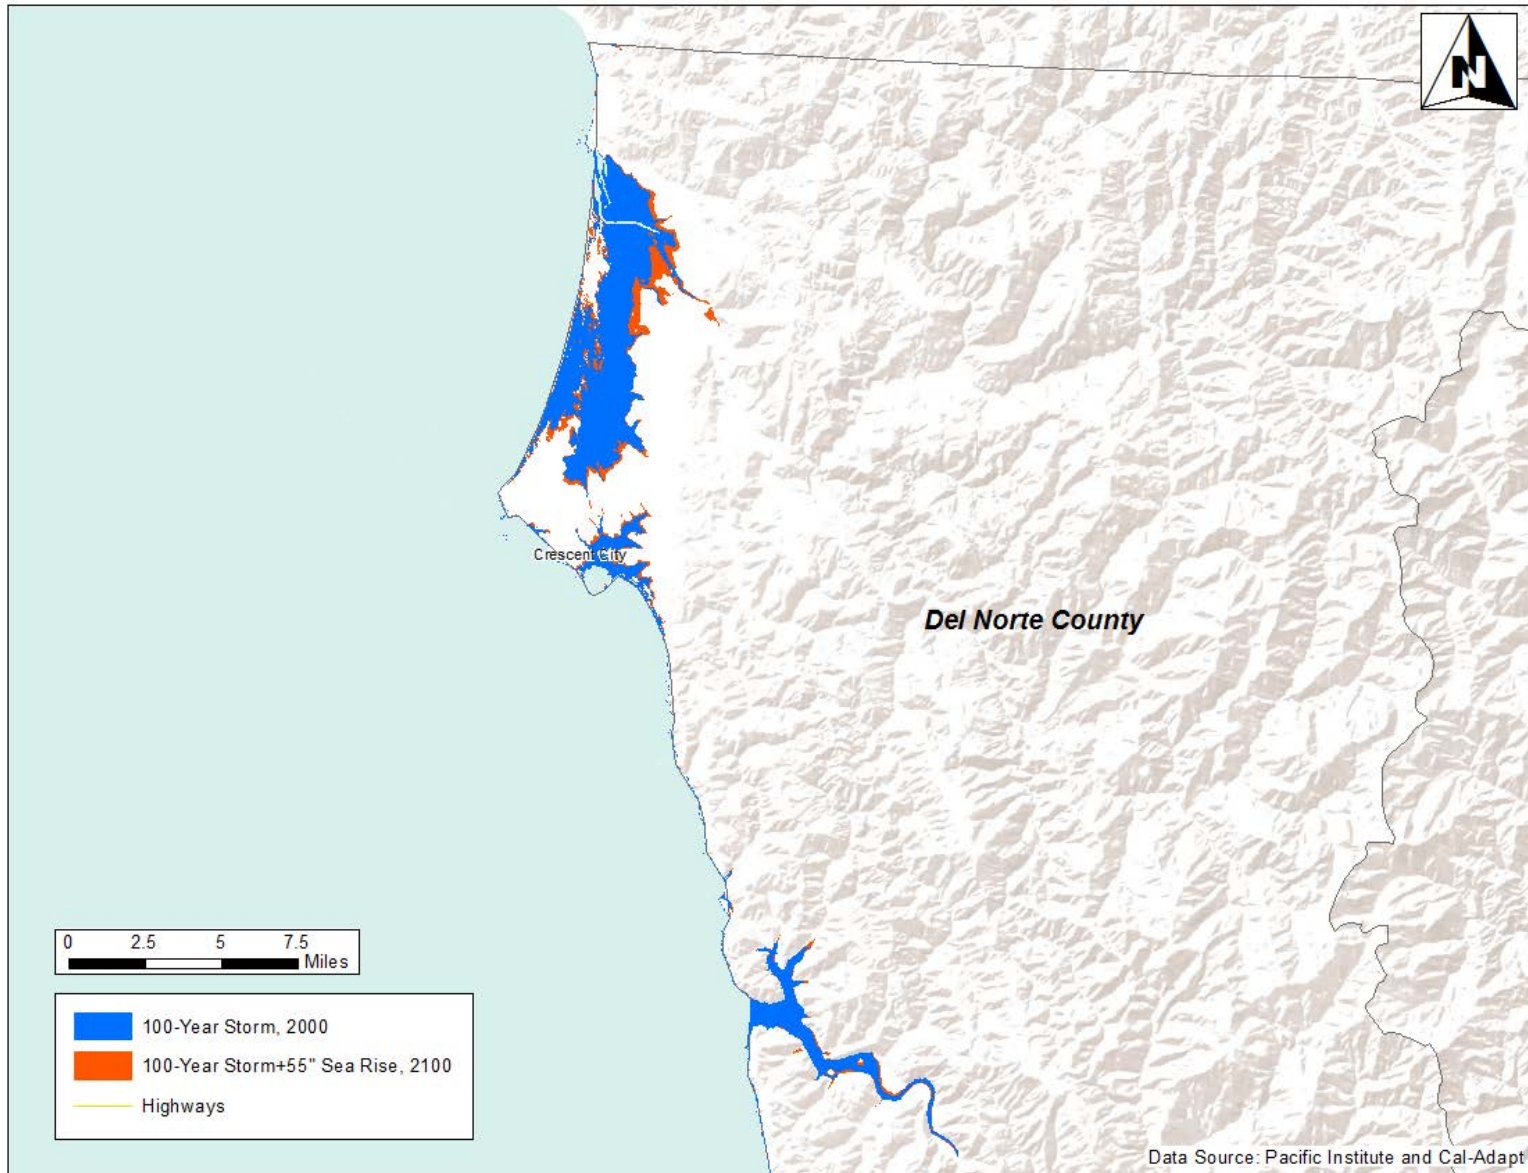 N
Crescent City
Del Norte County
0 2.5 5 7.5
Miles
100-Year Storm, 2000
100-Year Storm+55" Sea Rise, 2100
Highways
Data Source: Pacific Institute and Cal-Adapt